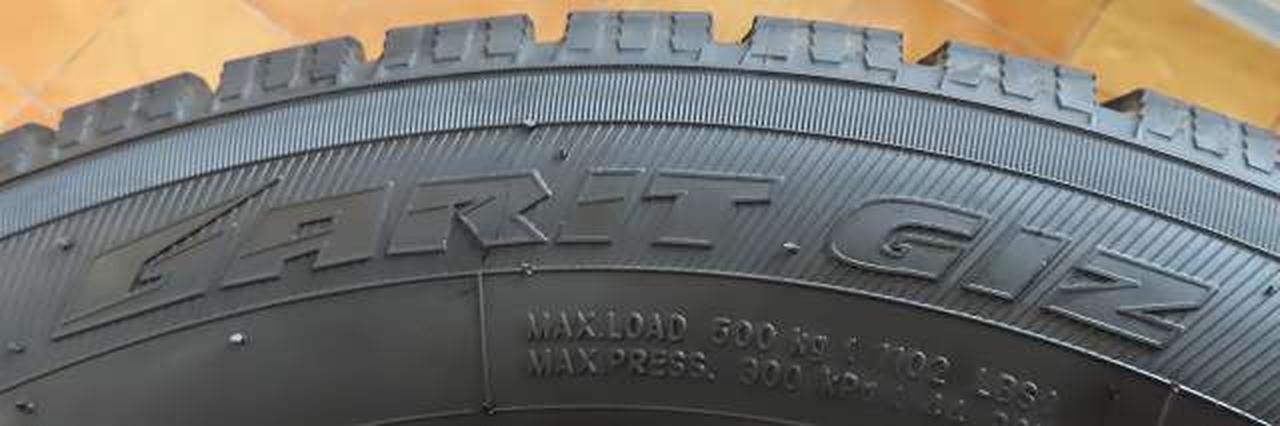 GARIT GIZ
MAX.LOAD 500 kg ( 1102 LBS)
MAX.PRESS. 300 kPa (